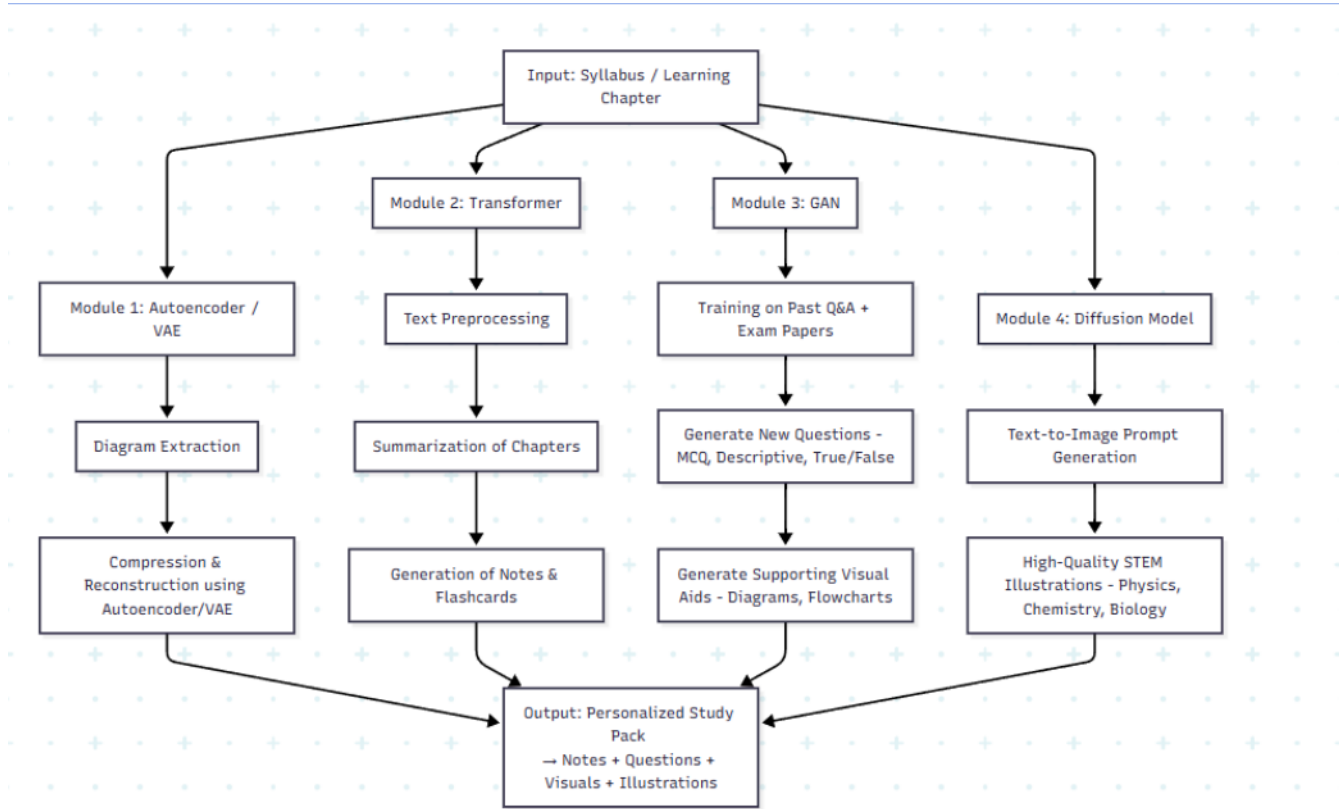 Input: Syllabus / Learning
Chapter
Module 2: Transformer
Module 3: GAN
Module 1: Autoencoder /
VAE
Text Preprocessing
Training on Past Q&A +
Exam Papers
Module 4: Diffusion Model
Diagram Extraction
Summarization of Chapters
Generate New Questions -
MCQ, Descriptive, True/False
Text-to-Image Prompt
Generation
Compression &
Reconstruction using
Autoencoder/VAE
Generation of Notes &
Flashcards
Generate Supporting Visual
Aids - Diagrams, Flowcharts
High-Quality STEM
Illustrations - Physics,
Chemistry, Biology
Output: Personalized Study
Pack
→ Notes + Questions +
Visuals + Illustrations